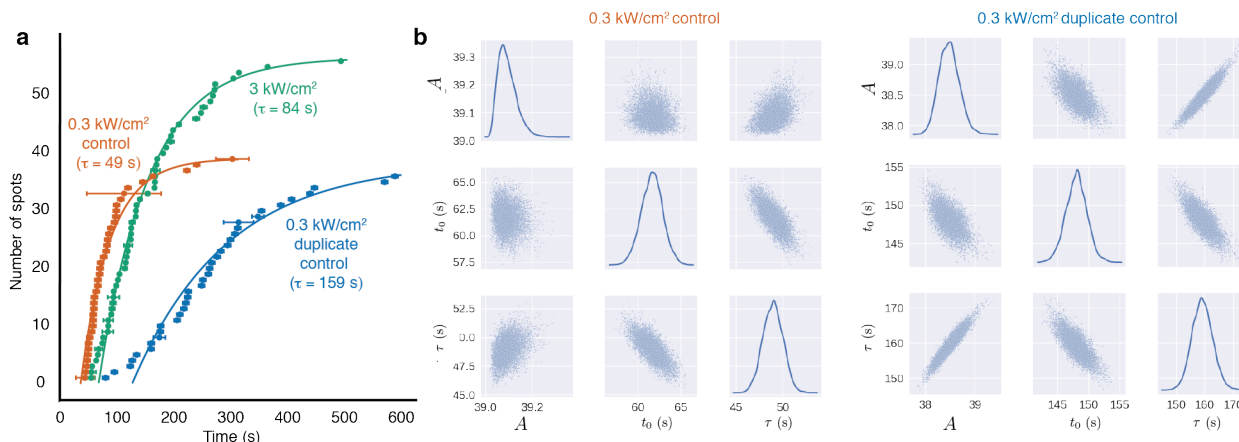 a
Number of spots
50
40
30
20
10
0
0 100 200 300 400 500 600
Time (s)
0.3 kW/cm²
control
(τ = 49 s)
3 kW/cm²
(τ = 84 s)
0.3 kW/cm²
duplicate
control
(τ = 159 s)
b
0.3 kW/cm² control
A
39.3
39.2
39.1
39.0
t₀ (s)
65.0
62.5
60.0
57.5
τ (s)
52.5
0.0
47.5
45.0
39.0 39.2
A
60 65
t₀ (s)
45 50
τ (s)
0.3 kW/cm² duplicate control
A
39.0
38.5
38.0
t₀ (s)
155
150
145
τ (s)
170
160
150
38 39
A
145 150 155
t₀ (s)
150 160 170
τ (s)